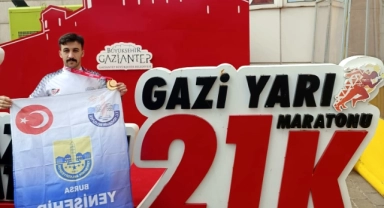 BÜYÜKŞEHİR
GAZİANTEP
GAZİ YARI
MARATONU
21K
BURSA
YENİŞEHİR